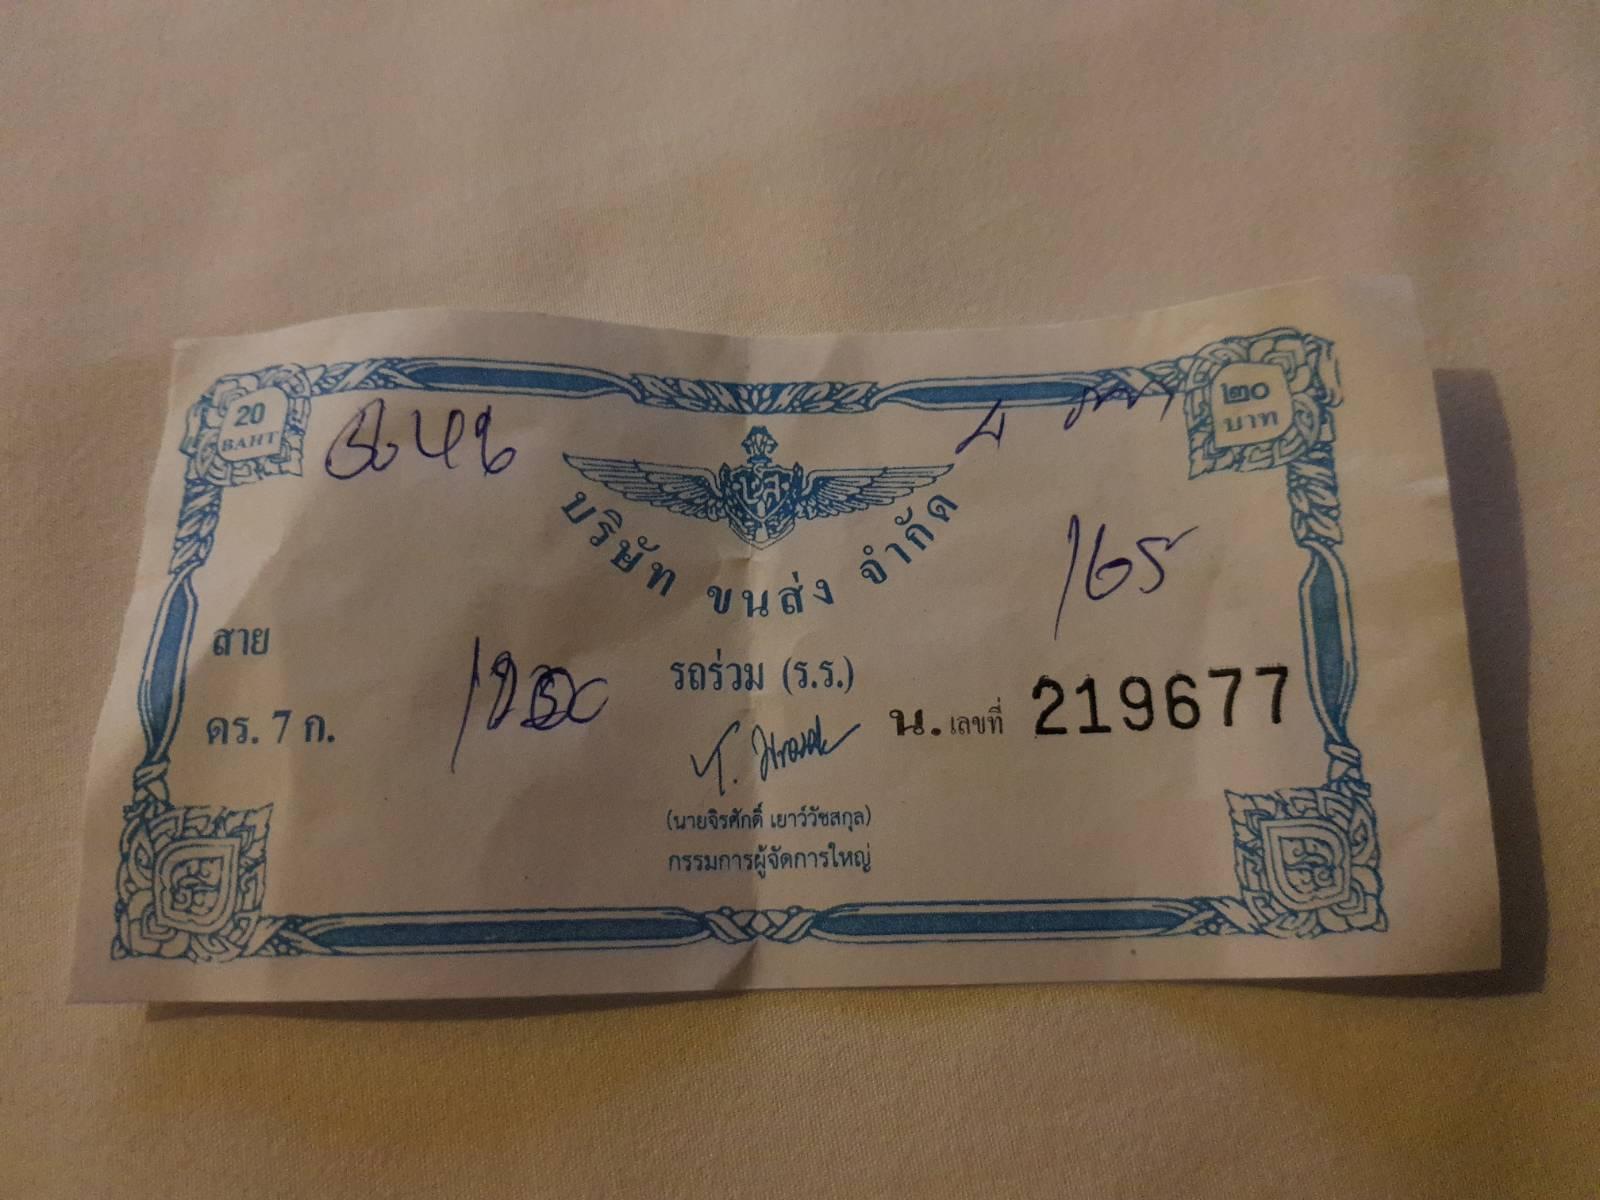 20
BAHT
๒๐
บาท
บริษัท ขนส่ง จำกัด
165
สาย
รถร่วม (ร.ร.)
ดร. 7 ก.
น. เลขที่ 219677
(นายจิรศักดิ์ เยาว์วัชสกุล)
กรรมการผู้จัดการใหญ่